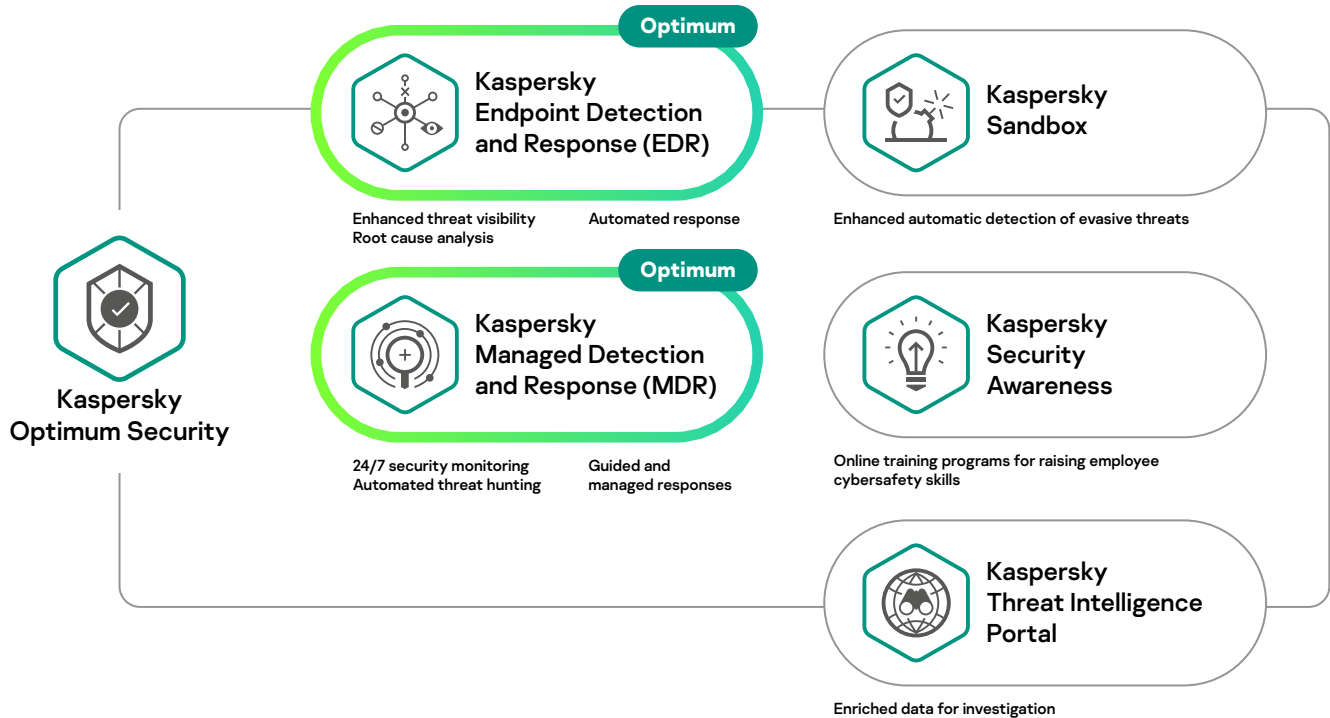 Optimum
Kaspersky
Endpoint Detection
and Response (EDR)
Enhanced threat visibility
Root cause analysis
Automated response
Kaspersky
Sandbox
Enhanced automatic detection of evasive threats
Kaspersky
Optimum Security
Optimum
Kaspersky
Managed Detection
and Response (MDR)
24/7 security monitoring
Automated threat hunting
Guided and
managed responses
Kaspersky
Security
Awareness
Online training programs for raising employee
cybersafety skills
Kaspersky
Threat Intelligence
Portal
Enriched data for investigation